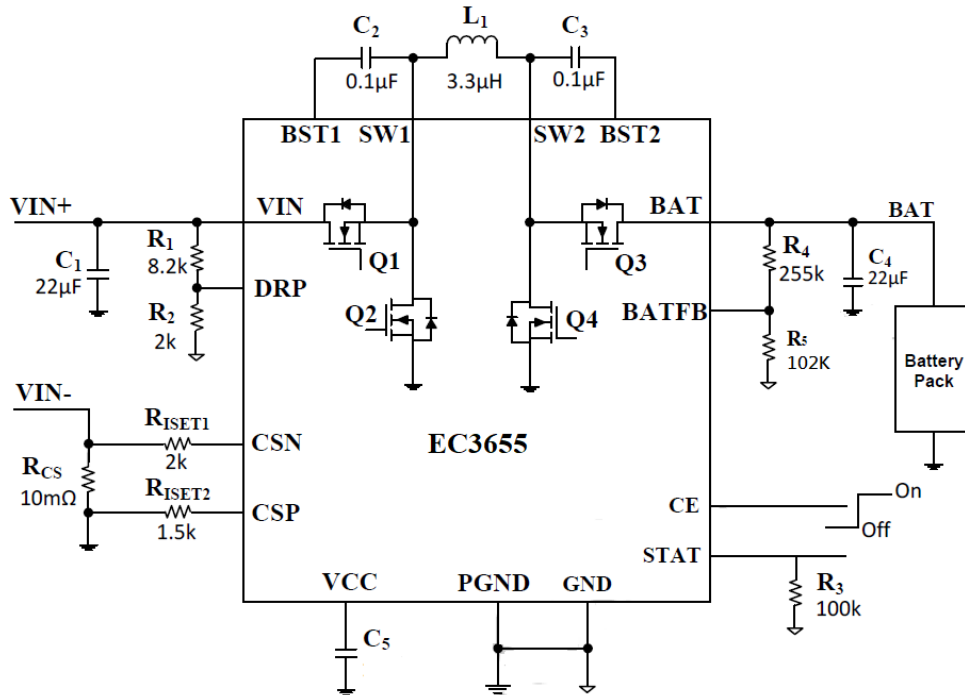 L1
C2
C3
0.1µF
3.3µH
0.1µF
BST1
SW1
SW2
BST2
VIN+
VIN
BAT
BAT
R1
8.2k
C1
22µF
Q1
Q3
R4
255k
C4
22µF
DRP
R2
2k
Q2
Q4
BATFB
R5
102K
Battery
Pack
VIN-
RISET1
2k
CSN
EC3655
RCS
10mΩ
RISET2
1.5k
CSP
CE
On
Off
STAT
R3
100k
VCC
PGND
GND
C5